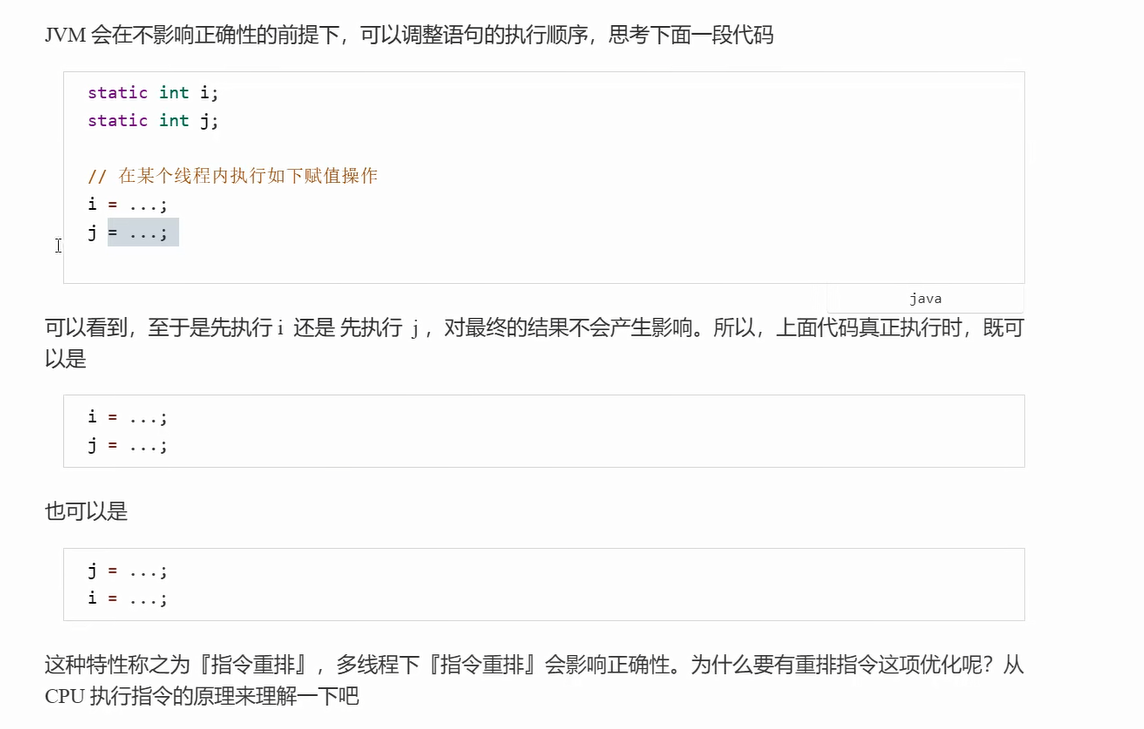 JVM 会在不影响正确性的前提下，可以调整语句的执行顺序，思考下面一段代码
static int i;
static int j;
// 在某个线程内执行如下赋值操作
i = ...;
j = ...;
java
可以看到，至于是先执行 i 还是 先执行 j ，对最终的结果不会产生影响。所以，上面代码真正执行时，既可
以是
i = ...;
j = ...;
也可以是
j = ...;
i = ...;
这种特性称之为『指令重排』，多线程下『指令重排』会影响正确性。为什么要有重排指令这项优化呢？从
CPU 执行指令的原理来理解一下吧